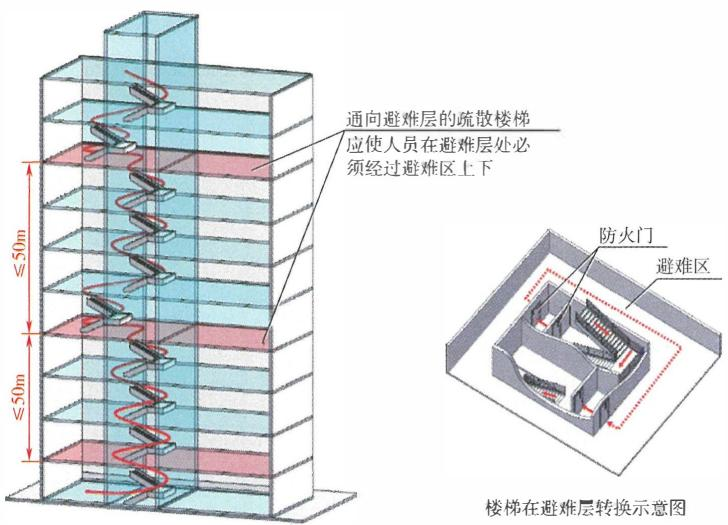 通向避难层的疏散楼梯
应使人员在避难层处必
须经过避难区上下
≤50m
≤50m
防火门
避难区
楼梯在避难层转换示意图